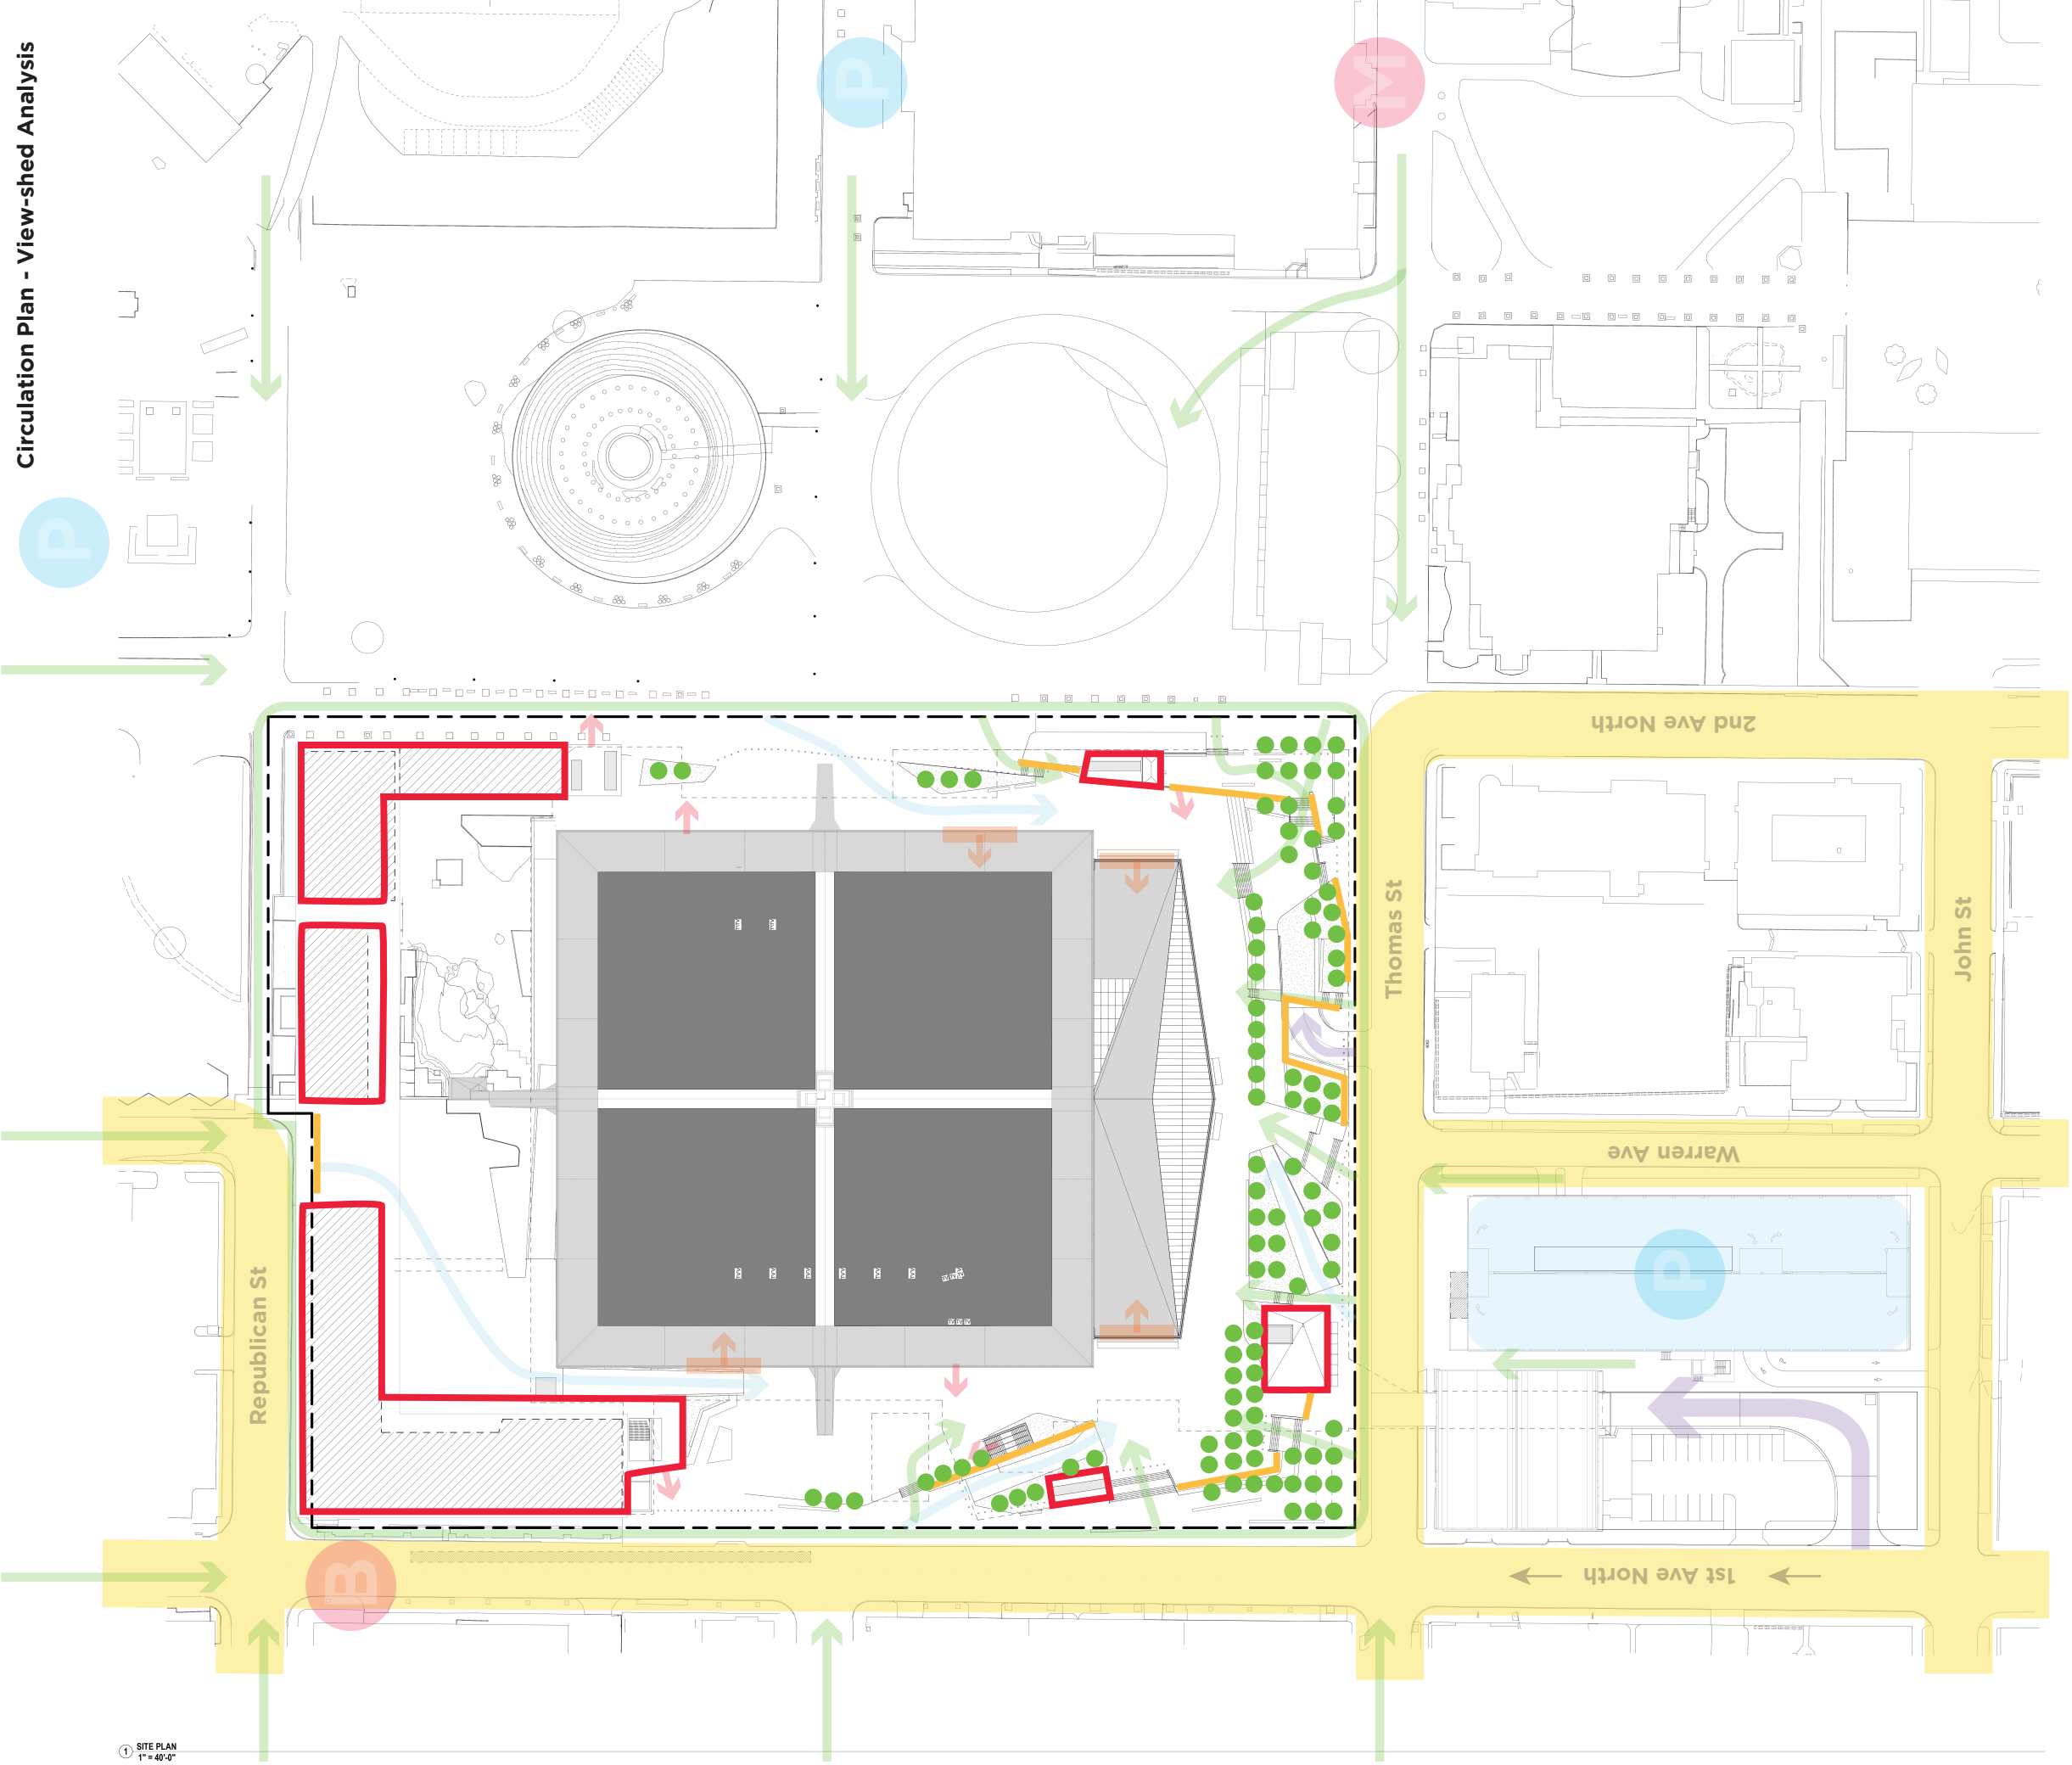 Circulation Plan - View-shed Analysis
P
M
P
2nd Ave North
Thomas St
John St
Warren Ave
P
Republican St
1st Ave North
B
1 SITE PLAN
1" = 40'-0"